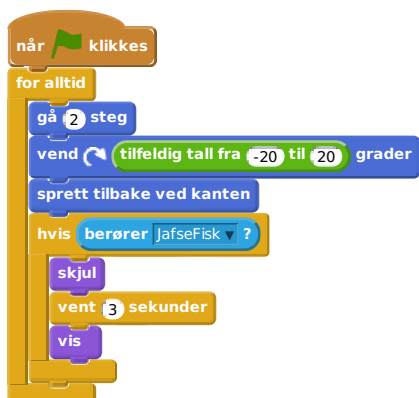 når klikkes
for alltid
gå 2 steg
vend tilfeldig tall fra -20 til 20 grader
sprett tilbake ved kanten
hvis berører JafseFisk ?
skjul
vent 3 sekunder
vis